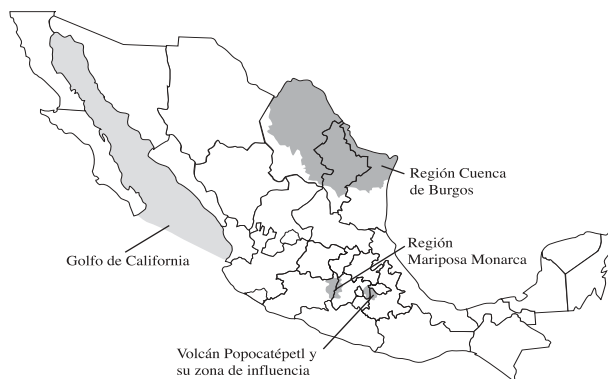 Región Cuenca
de Burgos
Región
Mariposa Monarca
Golfo de California
Volcán Popocatépetl y
su zona de influencia